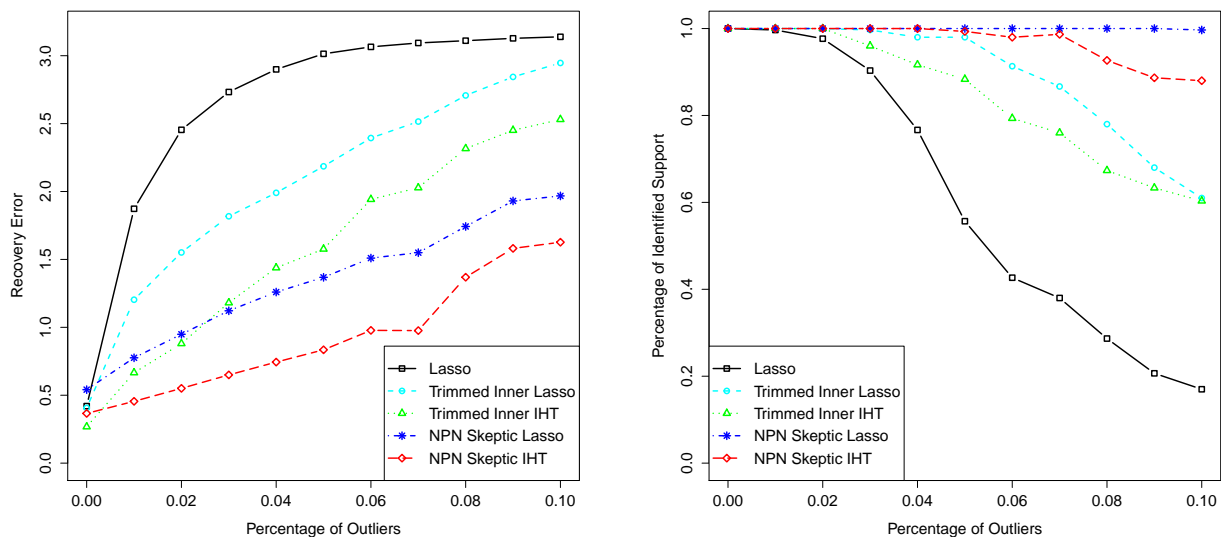 Recovery Error
3.0
2.5
2.0
1.5
1.0
0.5
0.0
Lasso
Trimmed Inner Lasso
Trimmed Inner IHT
NPN Skeptic Lasso
NPN Skeptic IHT
0.00 0.02 0.04 0.06 0.08 0.10
Percentage of Outliers
Percentage of Identified Support
1.0
0.8
0.6
0.4
0.2
0.0
Lasso
Trimmed Inner Lasso
Trimmed Inner IHT
NPN Skeptic Lasso
NPN Skeptic IHT
0.00 0.02 0.04 0.06 0.08 0.10
Percentage of Outliers